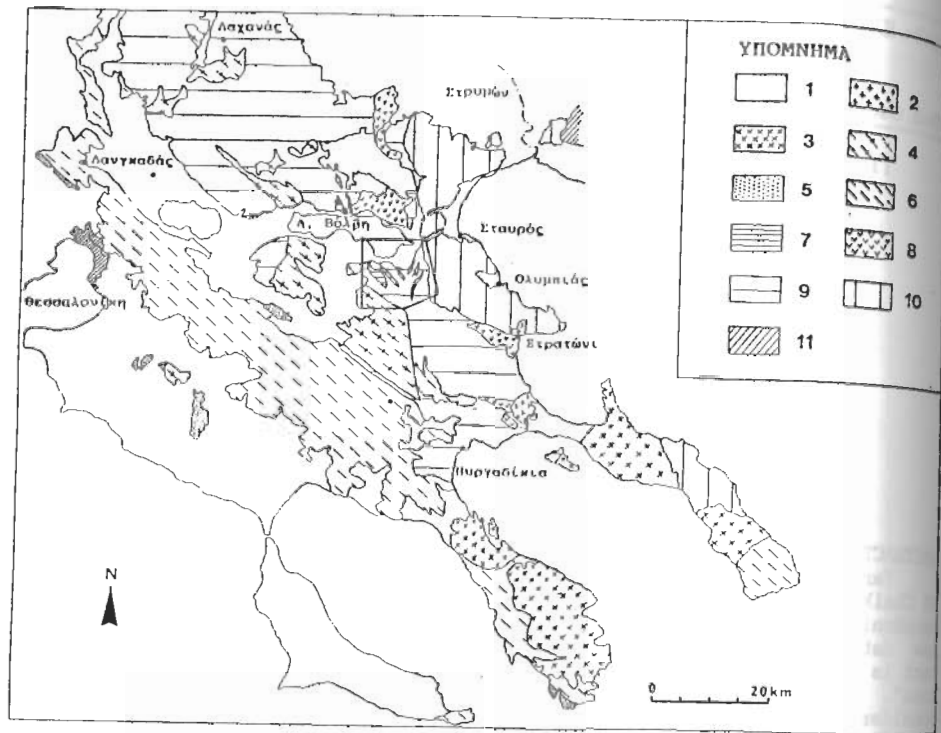 Λαχανάς
Στρυμών
Λανγκαδάς
Λ. Βόλβη
Σταυρός
Ολυμπιάς
Θεσσαλονίκη
Στρατώνι
Πυργαδίκια
N
0 20km
ΥΠΟΜΝΗΜΑ
1 2
3 4
5 6
7 8
9 10
11